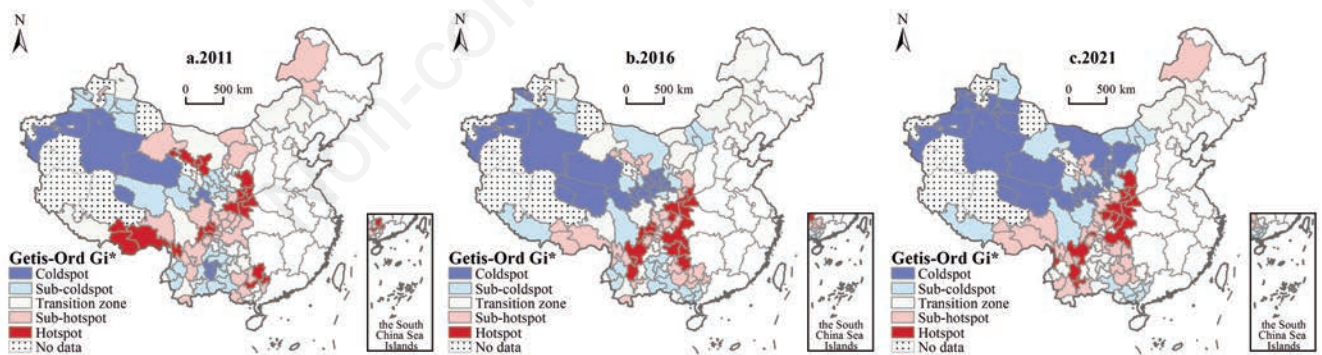 N
a.2011
0 500 km
Getis-Ord Gi*
Coldspot
Sub-coldspot
Transition zone
Sub-hotspot
Hotspot
No data
the South
China Sea
Islands
N
b.2016
0 500 km
Getis-Ord Gi*
Coldspot
Sub-coldspot
Transition zone
Sub-hotspot
Hotspot
No data
the South
China Sea
Islands
N
c.2021
0 500 km
Getis-Ord Gi*
Coldspot
Sub-coldspot
Transition zone
Sub-hotspot
Hotspot
No data
the South
China Sea
Islands